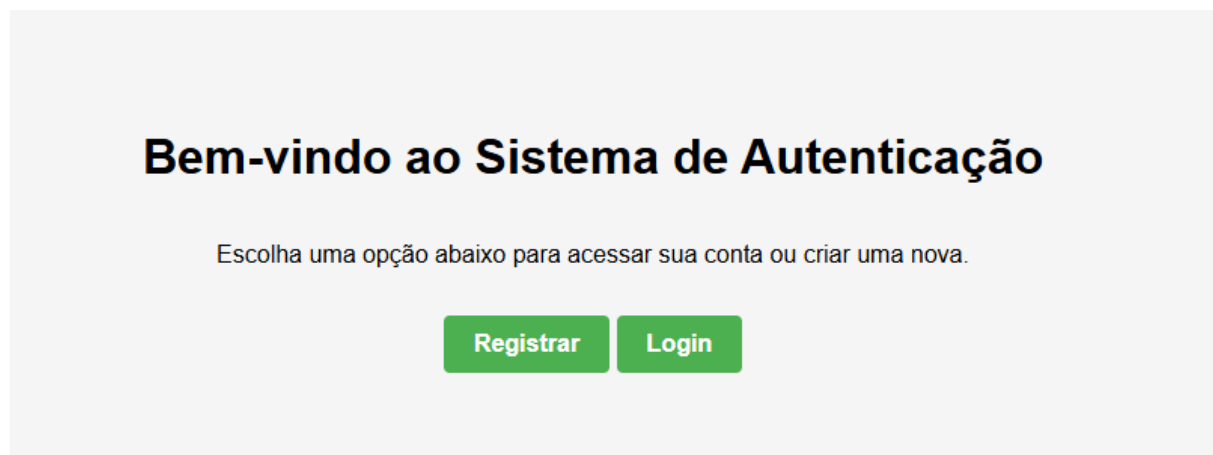 Bem-vindo ao Sistema de Autenticação
Escolha uma opção abaixo para acessar sua conta ou criar uma nova.
Registrar Login